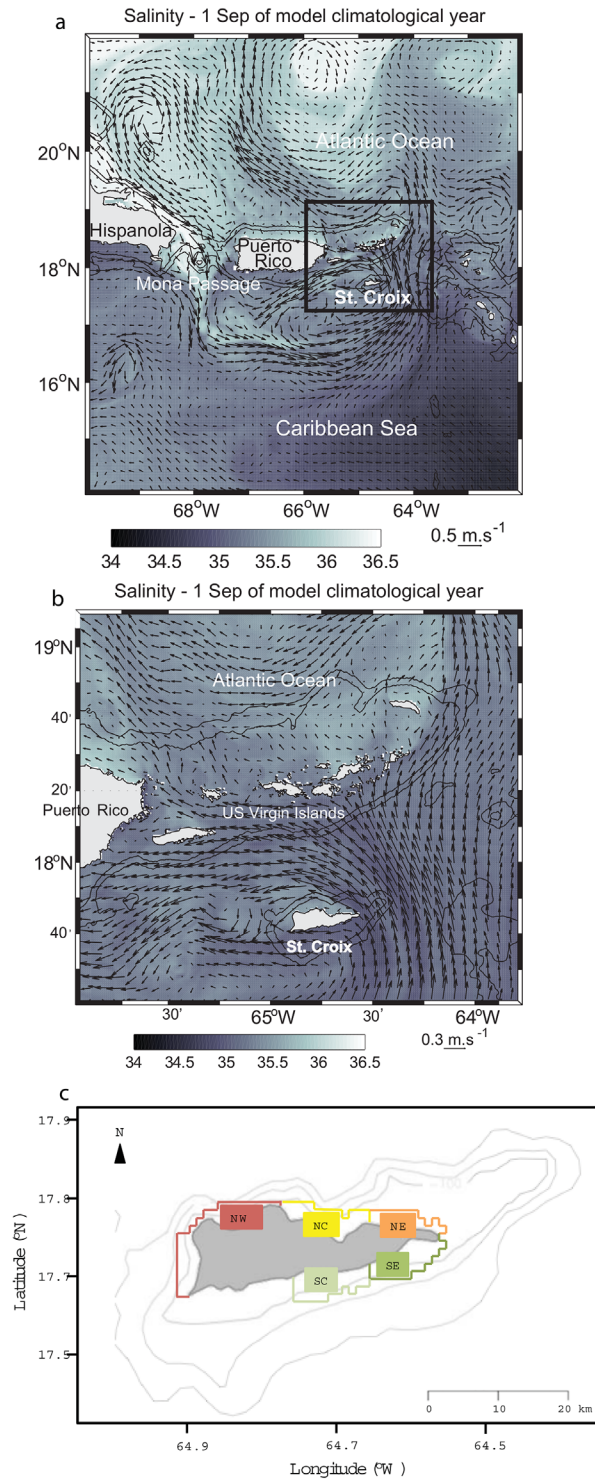 a
Salinity - 1 Sep of model climatological year
20°N
18°N
16°N
Atlantic Ocean
Hispanola
Puerto
Rico
Mona Passage
St. Croix
Caribbean Sea
68°W
66°W
64°W
34
34.5
35
35.5
36
36.5
0.5 m.s-1
b
Salinity - 1 Sep of model climatological year
19°N
40'
20'
18°N
40'
Atlantic Ocean
Puerto Rico
US Virgin Islands
St. Croix
30'
65°W
30'
64°W
34
34.5
35
35.5
36
36.5
0.3 m.s-1
c
17.9
17.8
17.7
17.5
Latitude (°N)
N
-100
NW
NC
NE
SC
SE
0
10
20 km
64.9
64.7
64.5
Longitude (°W)